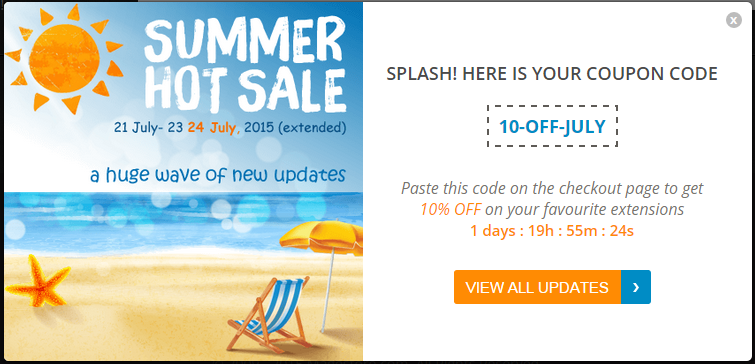 SUMMER
HOT SALE
21 July- 23 24 July, 2015 (extended)
a huge wave of new updates
x
SPLASH! HERE IS YOUR COUPON CODE
10-OFF-JULY
Paste this code on the checkout page to get
10% OFF on your favourite extensions
1 days : 19h : 55m : 24s
VIEW ALL UPDATES ›